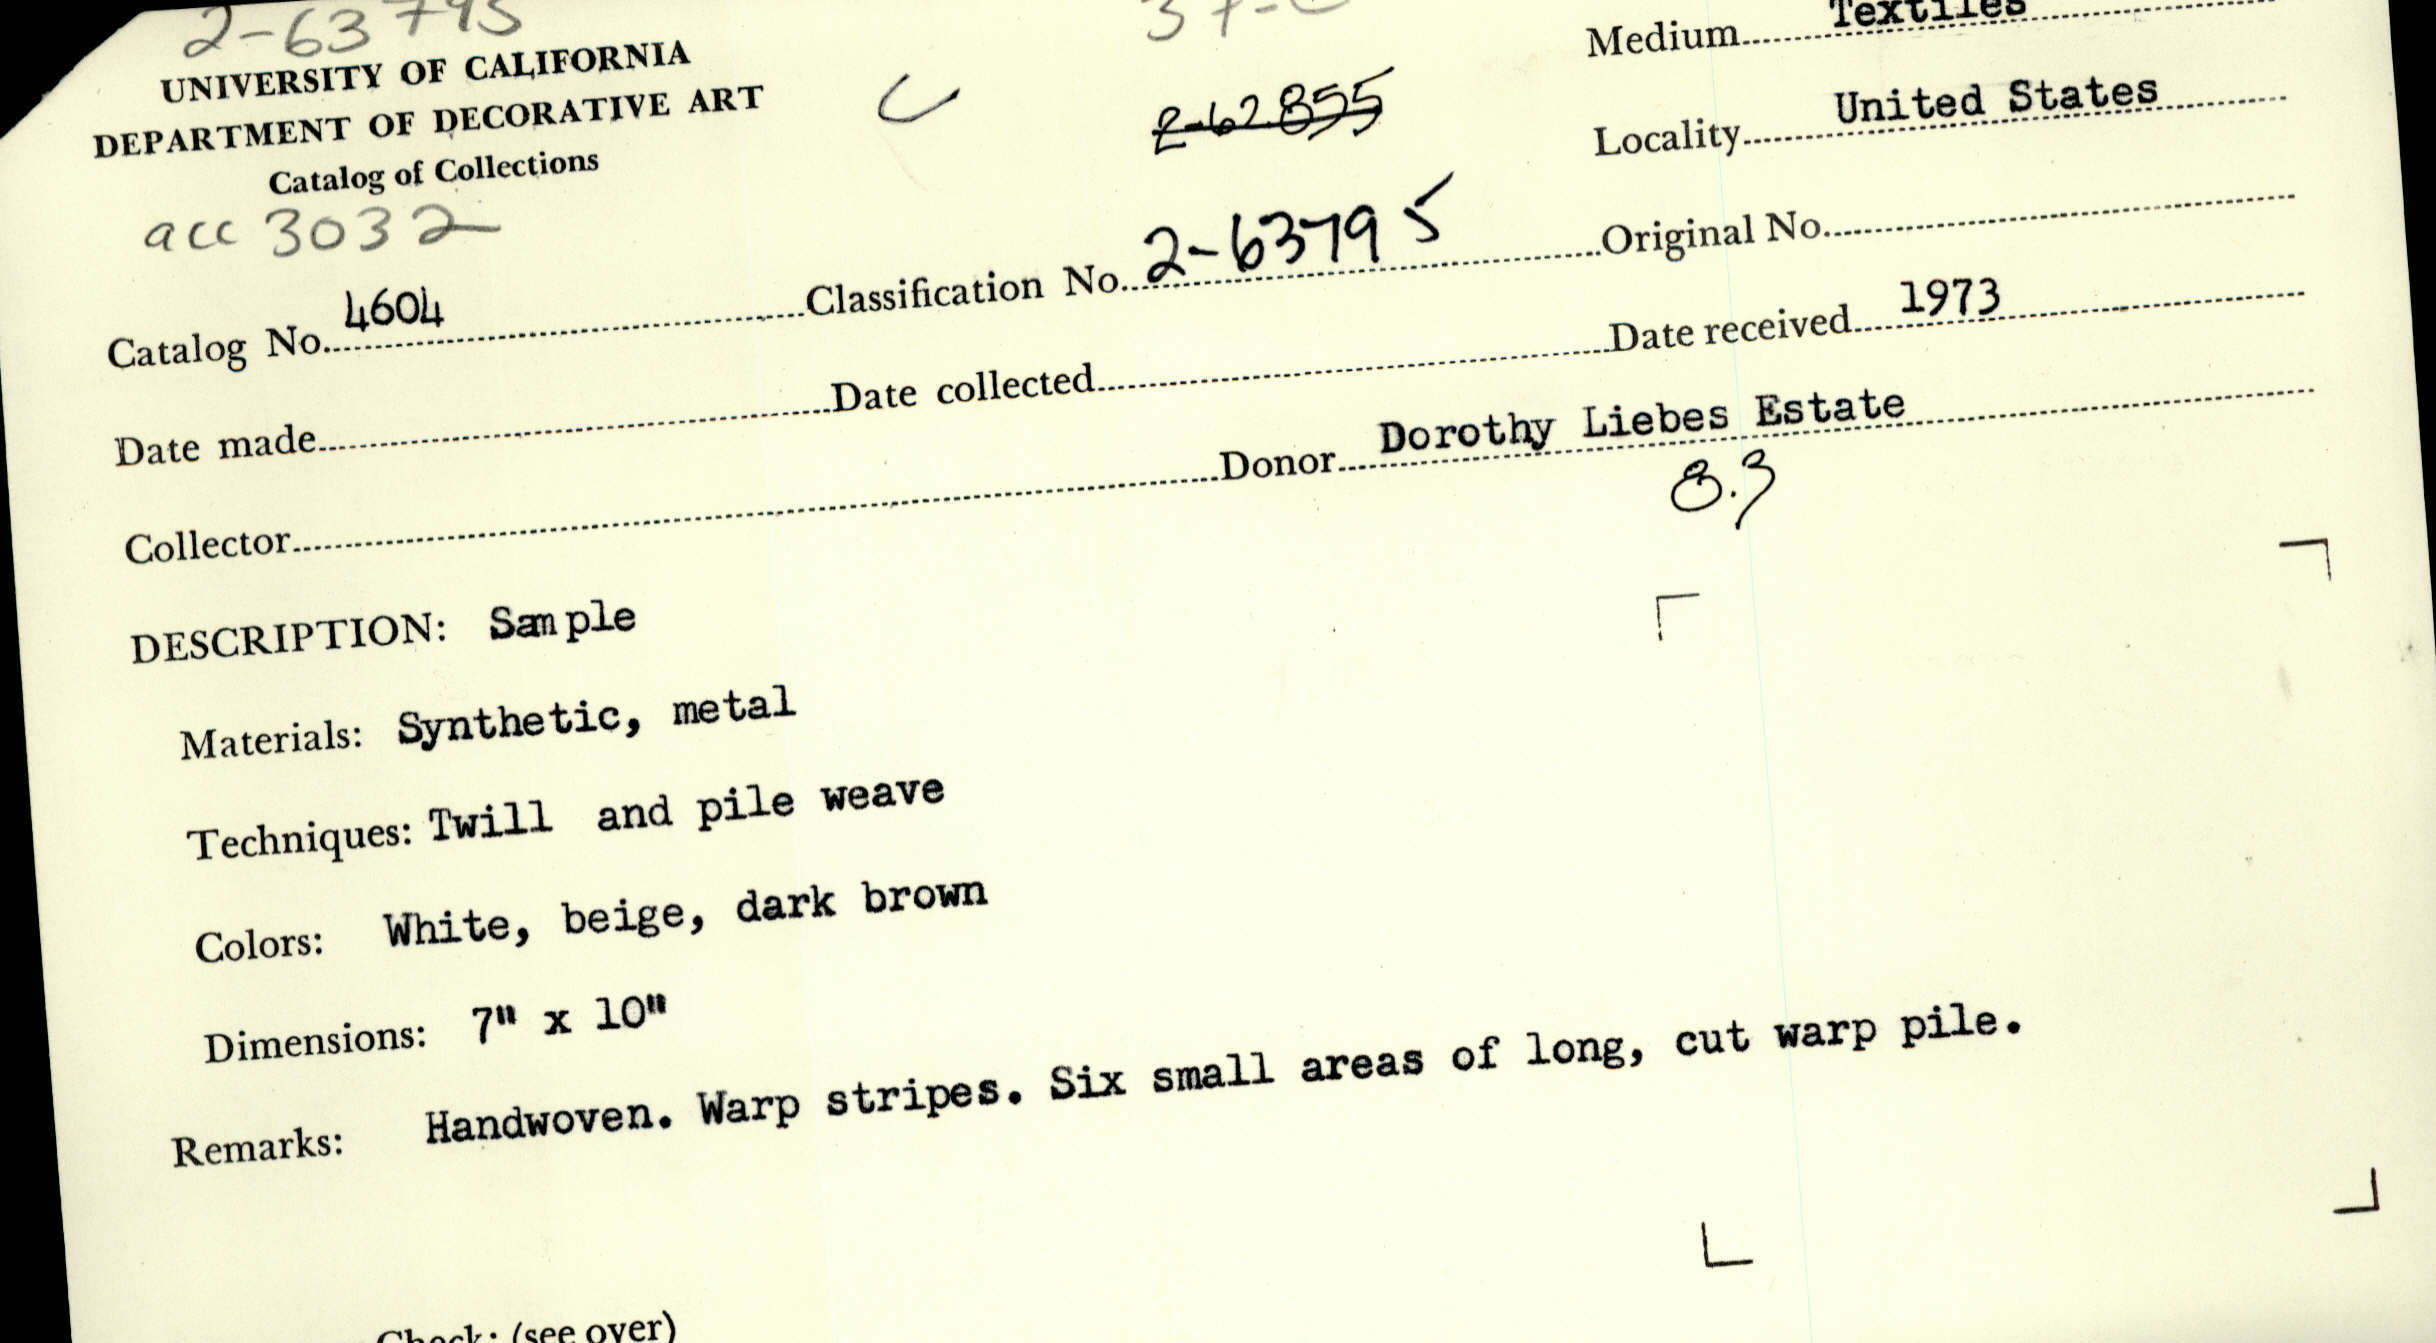 2-63795
UNIVERSITY OF CALIFORNIA
DEPARTMENT OF DECORATIVE ART
Catalog of Collections
acc 3032
C
2-62855
Medium Textiles
Locality United States
Catalog No. 4604 Classification No. 2-63795 Original No.
Date made Date collected Date received 1973
Collector Donor Dorothy Liebes Estate
8.3
DESCRIPTION: Sample
Materials: Synthetic, metal
Techniques: Twill and pile weave
Colors: White, beige, dark brown
Dimensions: 7" x 10"
Remarks: Handwoven. Warp stripes. Six small areas of long, cut warp pile.
Check: (see over)